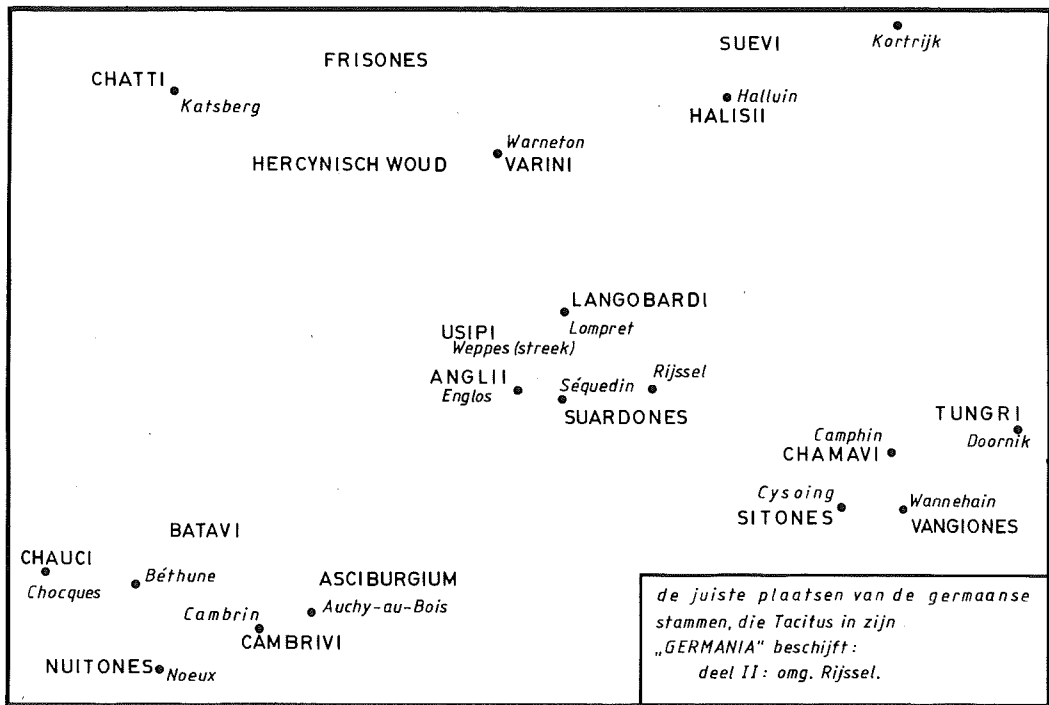 Kortrijk
SUEVI
FRISONES
CHATTI
Katsberg
Halluin
HALISII
Warneton
HERCYNISCH WOUD
VARINI
LANGOBARDI
Lompret
USIPI
Weppes (streek)
ANGLII
Englos
Séquedin
Rijssel
SUARDONES
TUNGRI
Doornik
Camphin
CHAMAVI
Cysoing
SITONES
Wannehain
VANGIONES
BATAVI
CHAUCI
Chocques
Béthune
ASCIBURGIUM
Auchy-au-Bois
Cambrin
CAMBRIVI
NUITONES
Noeux
de juiste plaatsen van de germaanse
stammen, die Tacitus in zijn
„GERMANIA" beschijft:
deel II: omg. Rijssel.